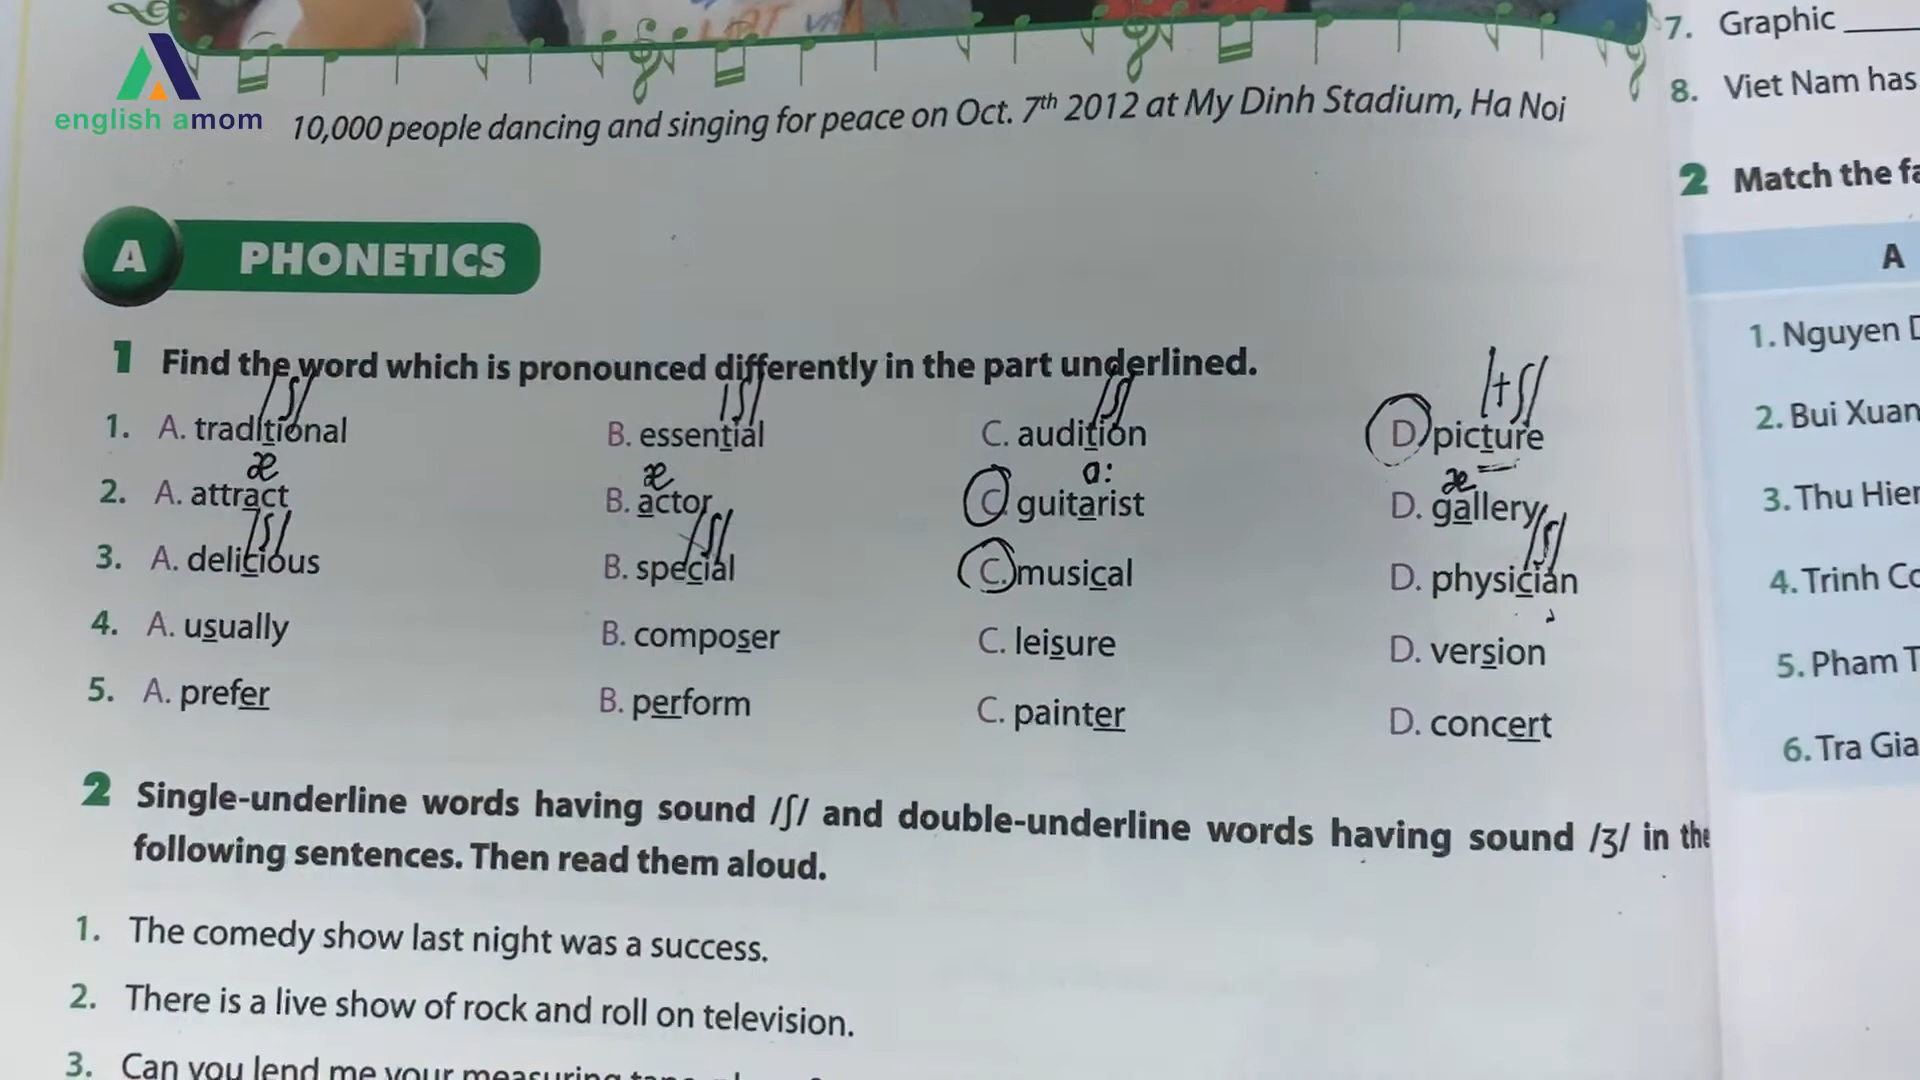 english amom
10,000 people dancing and singing for peace on Oct. 7th 2012 at My Dinh Stadium, Ha Noi
A PHONETICS
1 Find the word which is pronounced differently in the part underlined.
/ʃ/ /ʃ/ /ʃ/ /tʃ/
1. A. traditional B. essential C. audition D. picture
æ æ ɑ: æ
2. A. attract B. actor C. guitarist D. gallery
/ʃ/ /ʃ/ /ʃ/
3. A. delicious B. special C. musical D. physician
4. A. usually B. composer C. leisure D. version
5. A. prefer B. perform C. painter D. concert
2 Single-underline words having sound /ʃ/ and double-underline words having sound /ʒ/ in the
following sentences. Then read them aloud.
1. The comedy show last night was a success.
2. There is a live show of rock and roll on television.
3. Can you lend me your measuring
7. Graphic
8. Viet Nam has
2 Match the fa
A
1. Nguyen D
2. Bui Xuan
3. Thu Hien
4. Trinh Co
5. Pham T
6. Tra Gia